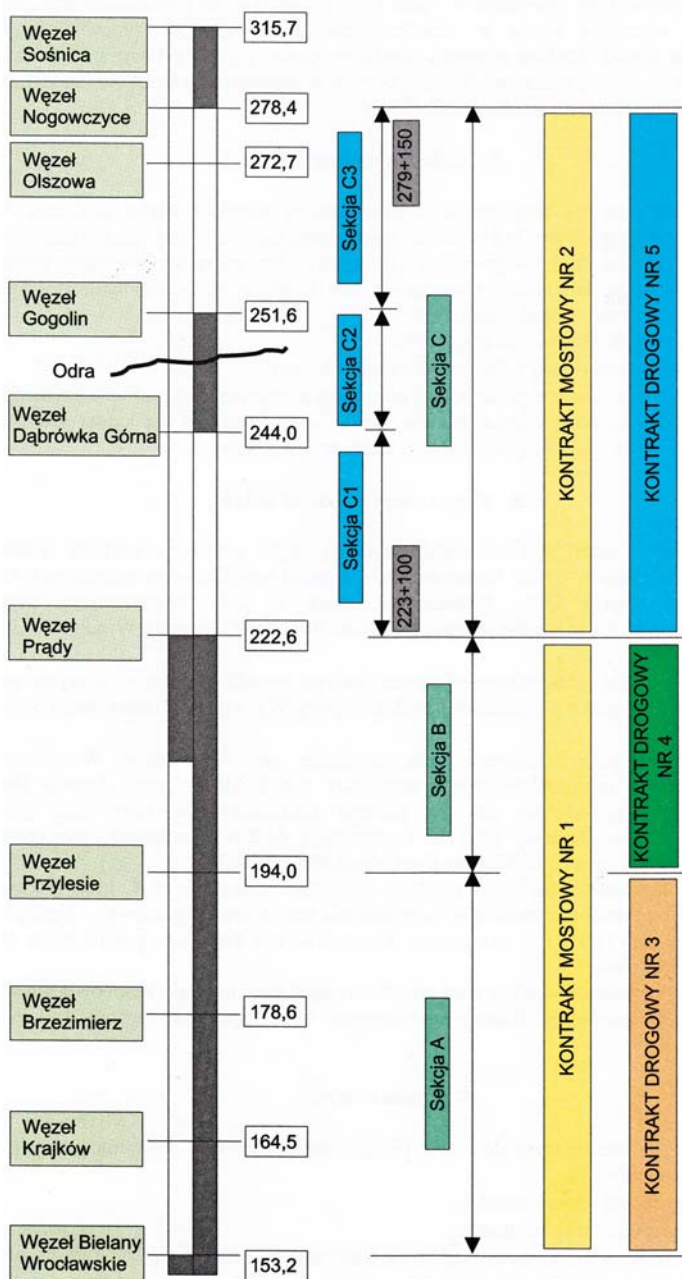 Węzeł
Sośnica
315,7
Węzeł
Nogowczyce
278,4
Węzeł
Olszowa
272,7
Węzeł
Gogolin
251,6
Odra
Węzeł
Dąbrówka Górna
244,0
Węzeł
Prądy
222,6
Węzeł
Przylesie
194,0
Węzeł
Brzezimierz
178,6
Węzeł
Krajków
164,5
Węzeł Bielany
Wrocławskie
153,2
Sekcja C3
279+150
Sekcja C2
Sekcja C1
223+100
Sekcja C
Sekcja B
Sekcja A
KONTRAKT MOSTOWY NR 2
KONTRAKT MOSTOWY NR 1
KONTRAKT DROGOWY NR 5
KONTRAKT DROGOWY
NR 4
KONTRAKT DROGOWY NR 3